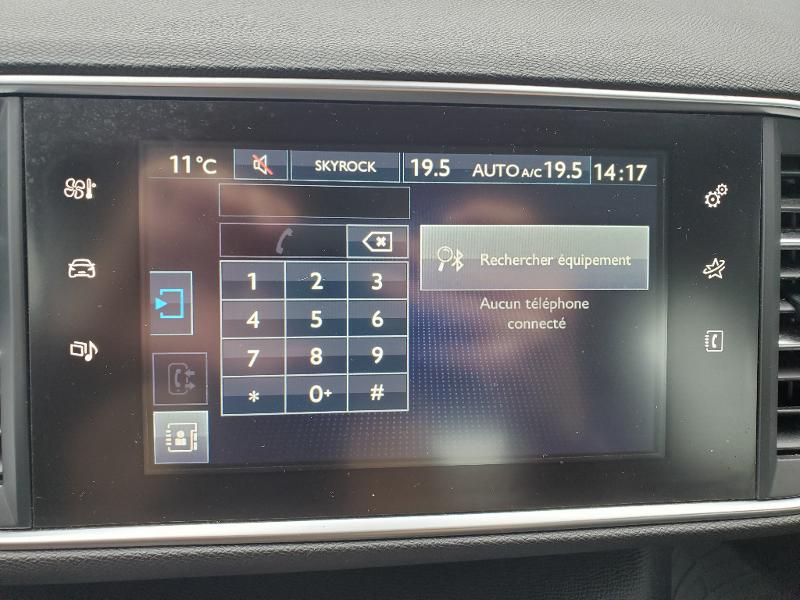 11°C SKYROCK 19.5 AUTO A/C 19.5 14:17
Rechercher équipement
Aucun téléphone
connecté
1 2 3
4 5 6
7 8 9
* 0+ #